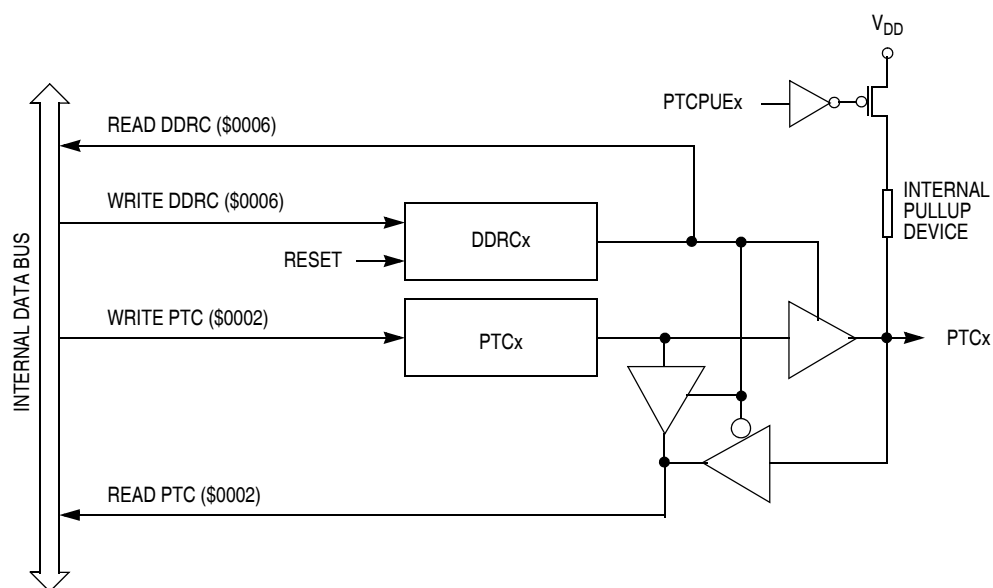 V_DD
PTCPUEx
READ DDRC ($0006)
WRITE DDRC ($0006)
INTERNAL
PULLUP
DEVICE
DDRCx
RESET
WRITE PTC ($0002)
PTCx
PTCx
INTERNAL DATA BUS
READ PTC ($0002)